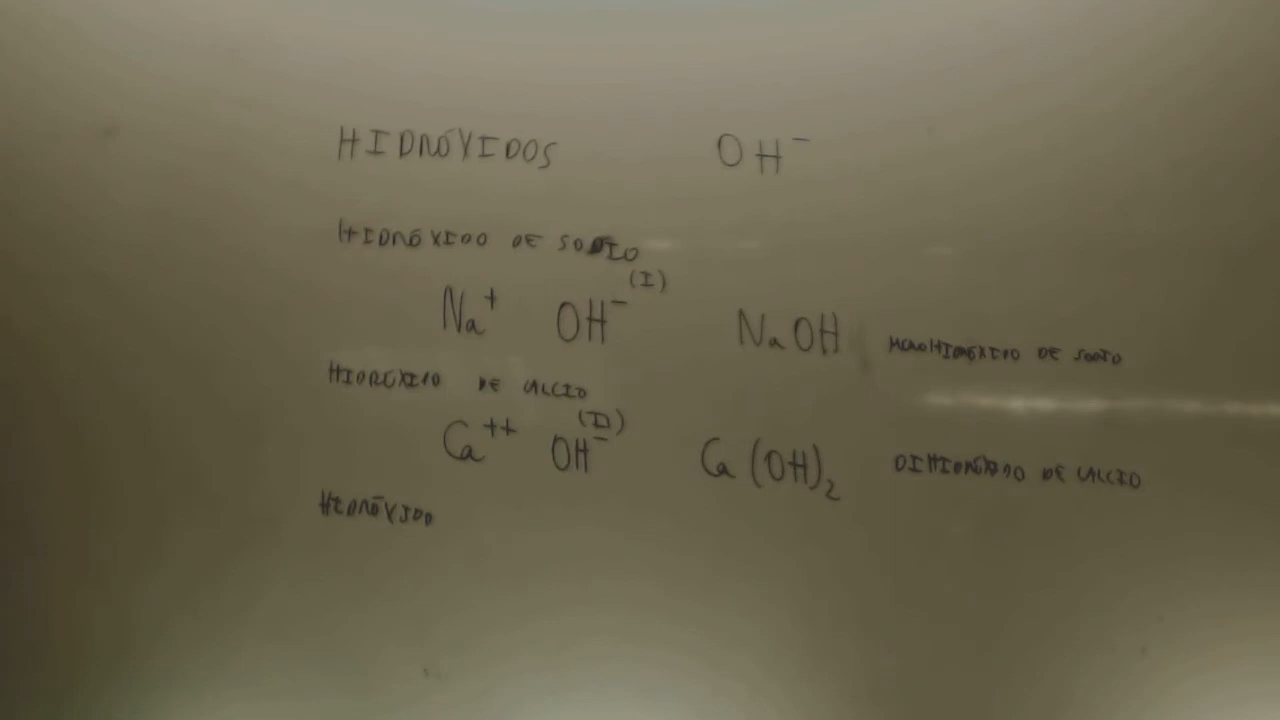 HIDRÓXIDOS OH⁻
HIDRÓXIDO DE SODIO
(I)
Na⁺ OH⁻ NaOH MONOHIDRÓXIDO DE SODIO
HIDRÓXIDO DE CALCIO
(II)
Ca⁺⁺ OH⁻ Ca(OH)₂ DIHIDRÓXIDO DE CALCIO
HIDRÓXIDO